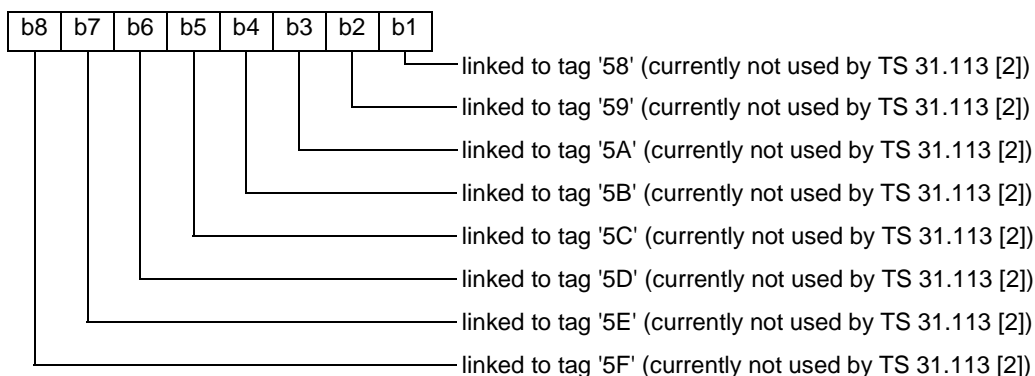 b8 b7 b6 b5 b4 b3 b2 b1
linked to tag '58' (currently not used by TS 31.113 [2])
linked to tag '59' (currently not used by TS 31.113 [2])
linked to tag '5A' (currently not used by TS 31.113 [2])
linked to tag '5B' (currently not used by TS 31.113 [2])
linked to tag '5C' (currently not used by TS 31.113 [2])
linked to tag '5D' (currently not used by TS 31.113 [2])
linked to tag '5E' (currently not used by TS 31.113 [2])
linked to tag '5F' (currently not used by TS 31.113 [2])